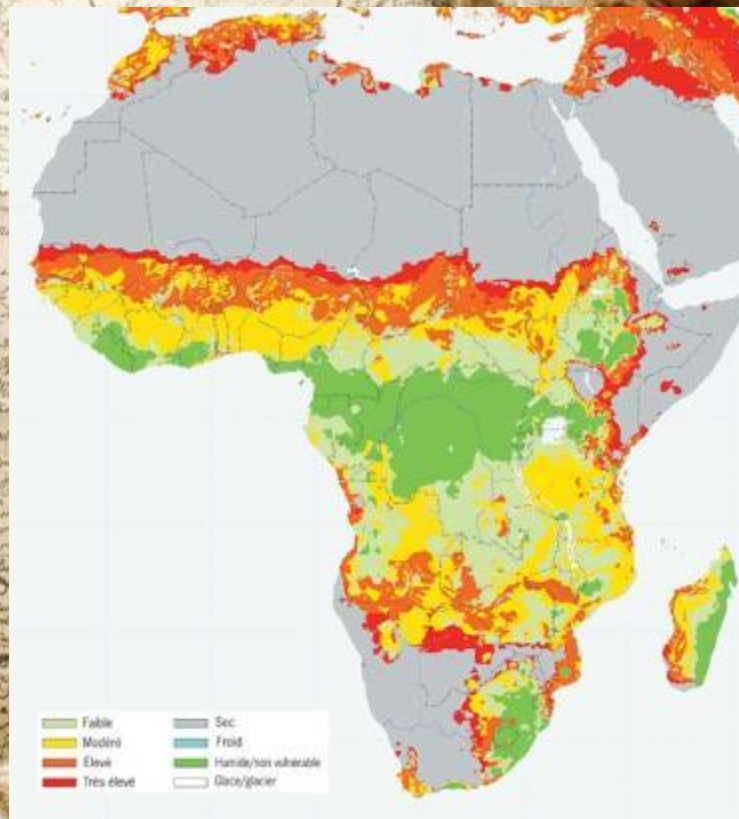 Faible
Modéré
Élevé
Très élevé
Sec
Froid
Humide/non vulnérable
Glace/glacier